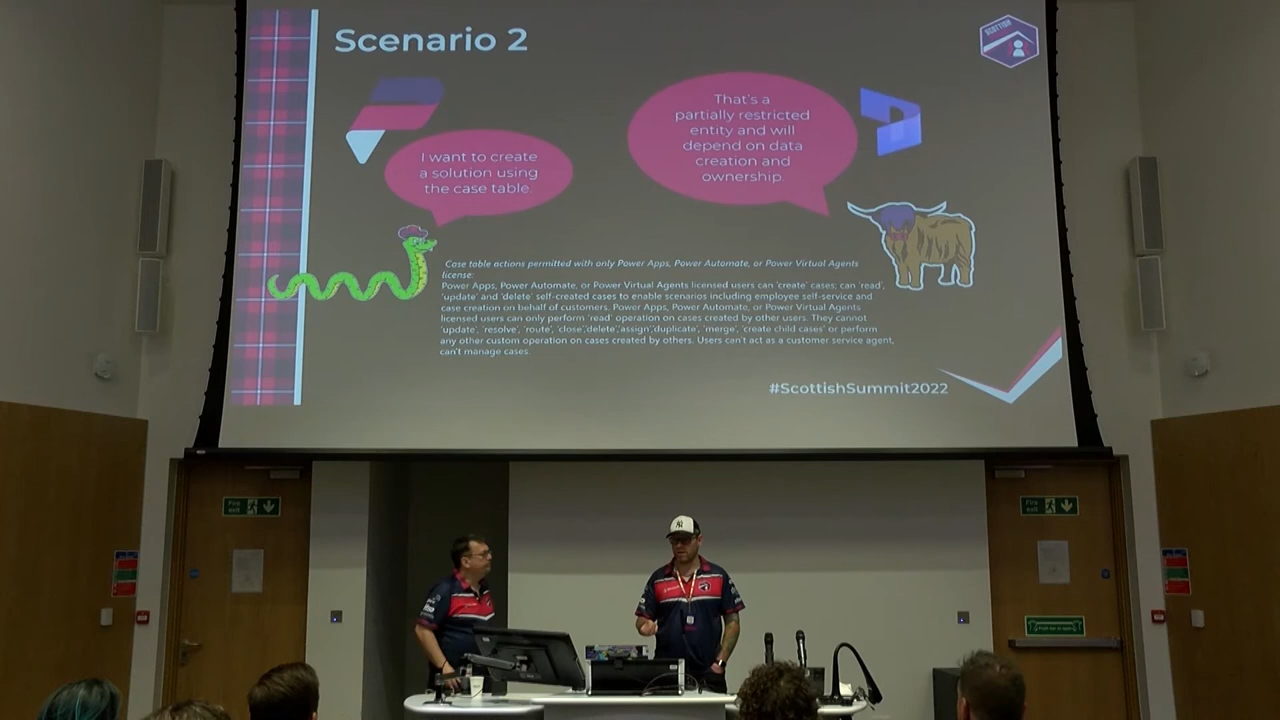 Scenario 2
SCOTTISH
I want to create
a solution using
the case table.
That's a
partially restricted
entity and will
depend on data
creation and
ownership.
Case table actions permitted with only Power Apps, Power Automate, or Power Virtual Agents
license:
Power Apps, Power Automate, or Power Virtual Agents licensed users can 'create' cases; can 'read',
'update' and 'delete' self-created cases to enable scenarios including employee self-service and
case creation on behalf of customers. Power Apps, Power Automate, or Power Virtual Agents
licensed users can only perform 'read' operation on cases created by other users. They cannot
'update', 'resolve', 'route', 'close','delete','assign','duplicate', 'merge', 'create child cases' or perform
any other custom operation on cases created by others. Users can't act as a customer service agent,
can't manage cases.
#ScottishSummit2022
Fire
exit
Fire
exit
NY